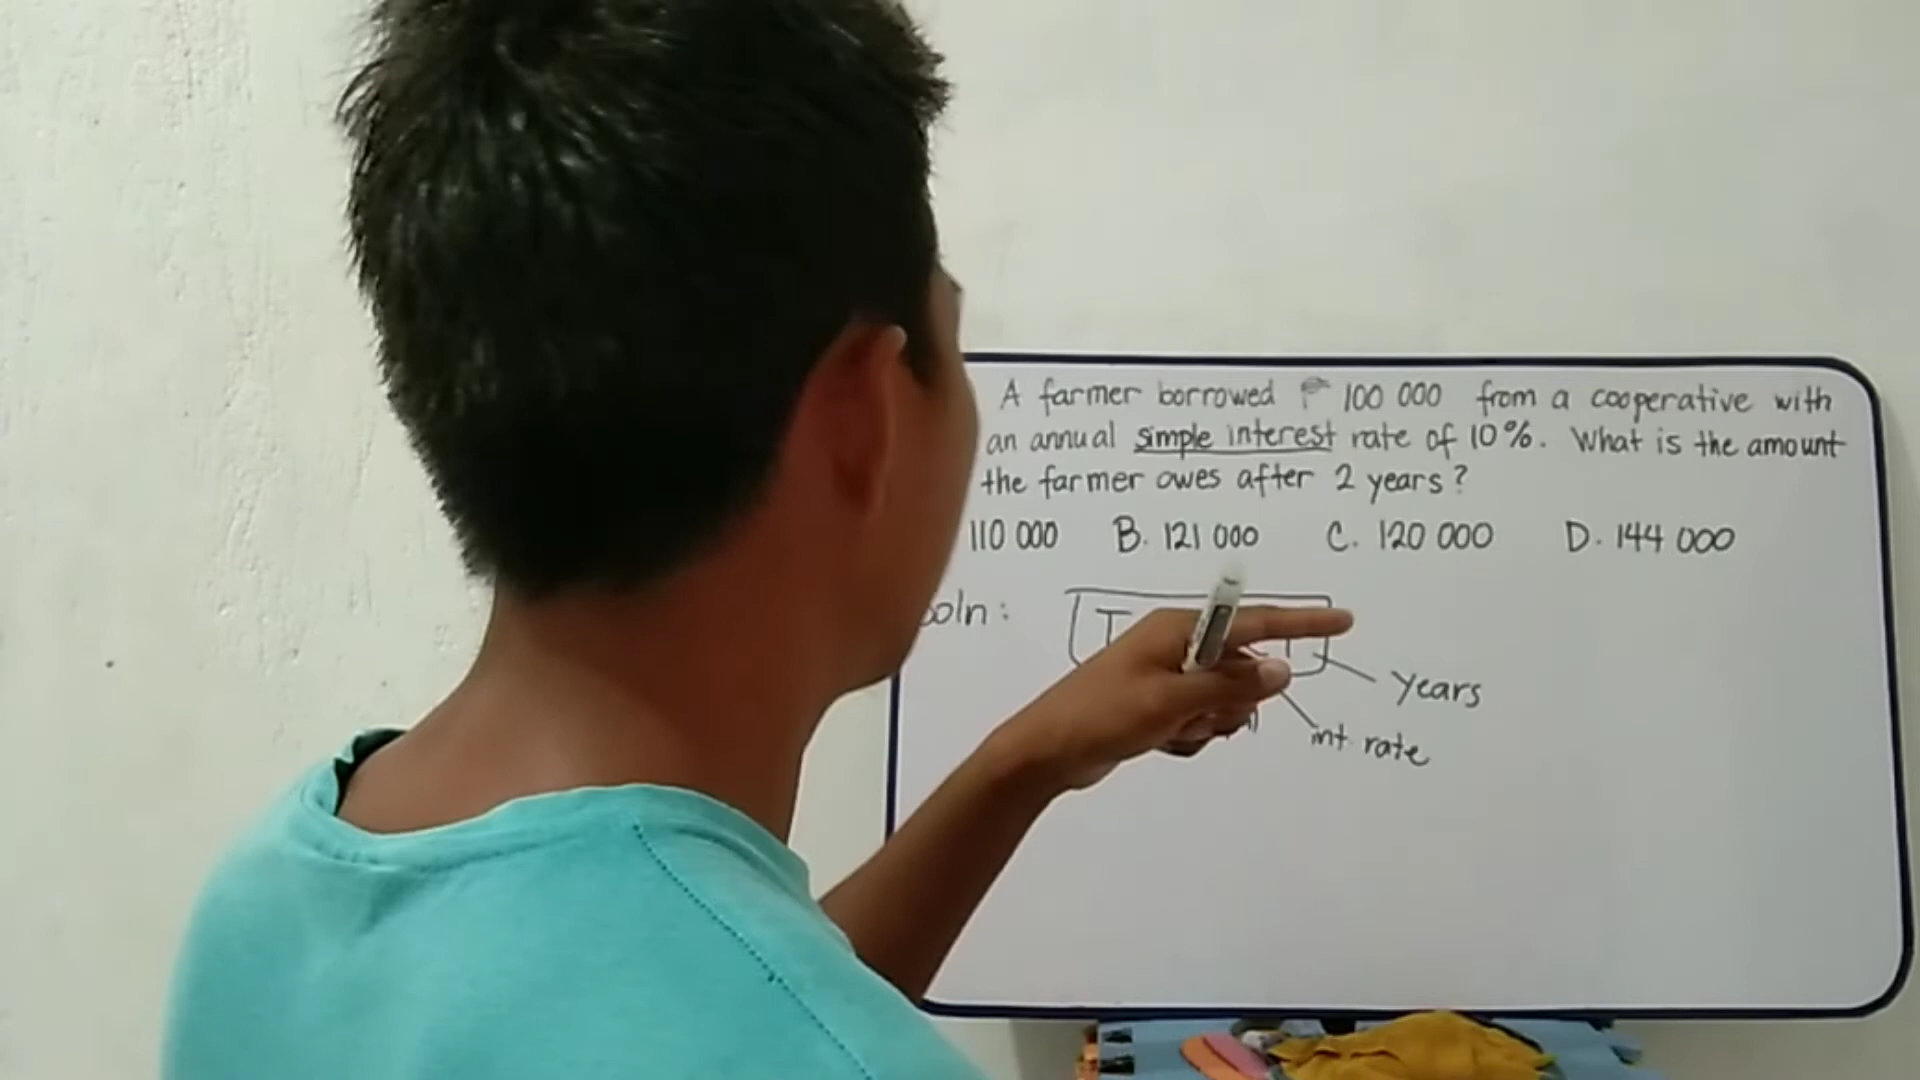 A farmer borrowed ₱ 100 000 from a cooperative with
an annual simple interest rate of 10%. What is the amount
the farmer owes after 2 years?
110 000 B. 121 000 C. 120 000 D. 144 000
oln:
I
years
int. rate